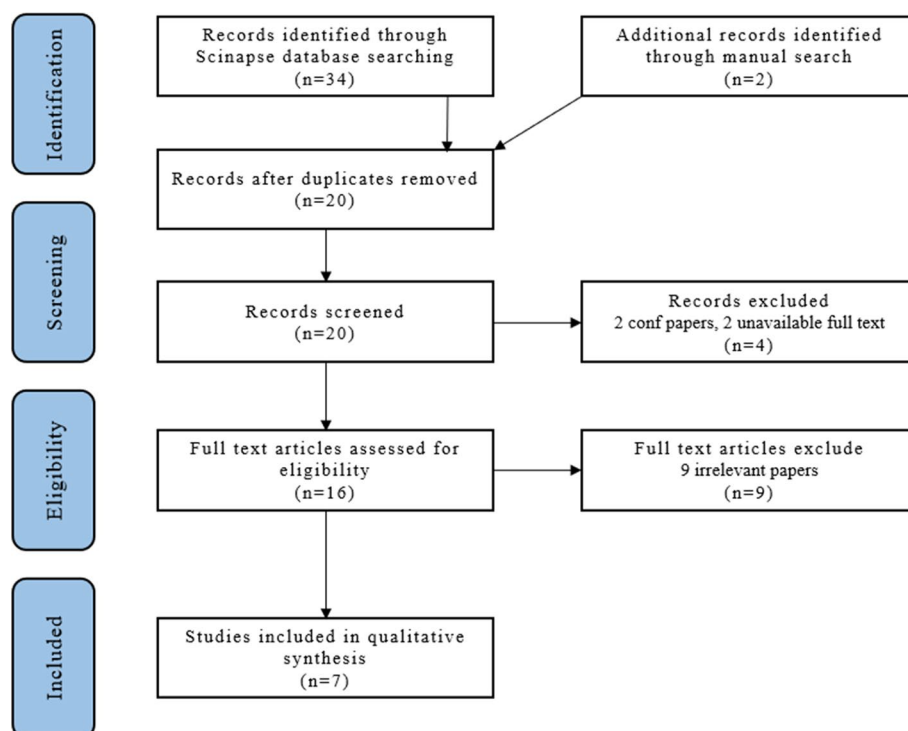 Identification
Records identified through
Scinapse database searching
(n=34)
Additional records identified
through manual search
(n=2)
Records after duplicates removed
(n=20)
Screening
Records screened
(n=20)
Records excluded
2 conf papers, 2 unavailable full text
(n=4)
Eligibility
Full text articles assessed for
eligibility
(n=16)
Full text articles exclude
9 irrelevant papers
(n=9)
Included
Studies included in qualitative
synthesis
(n=7)